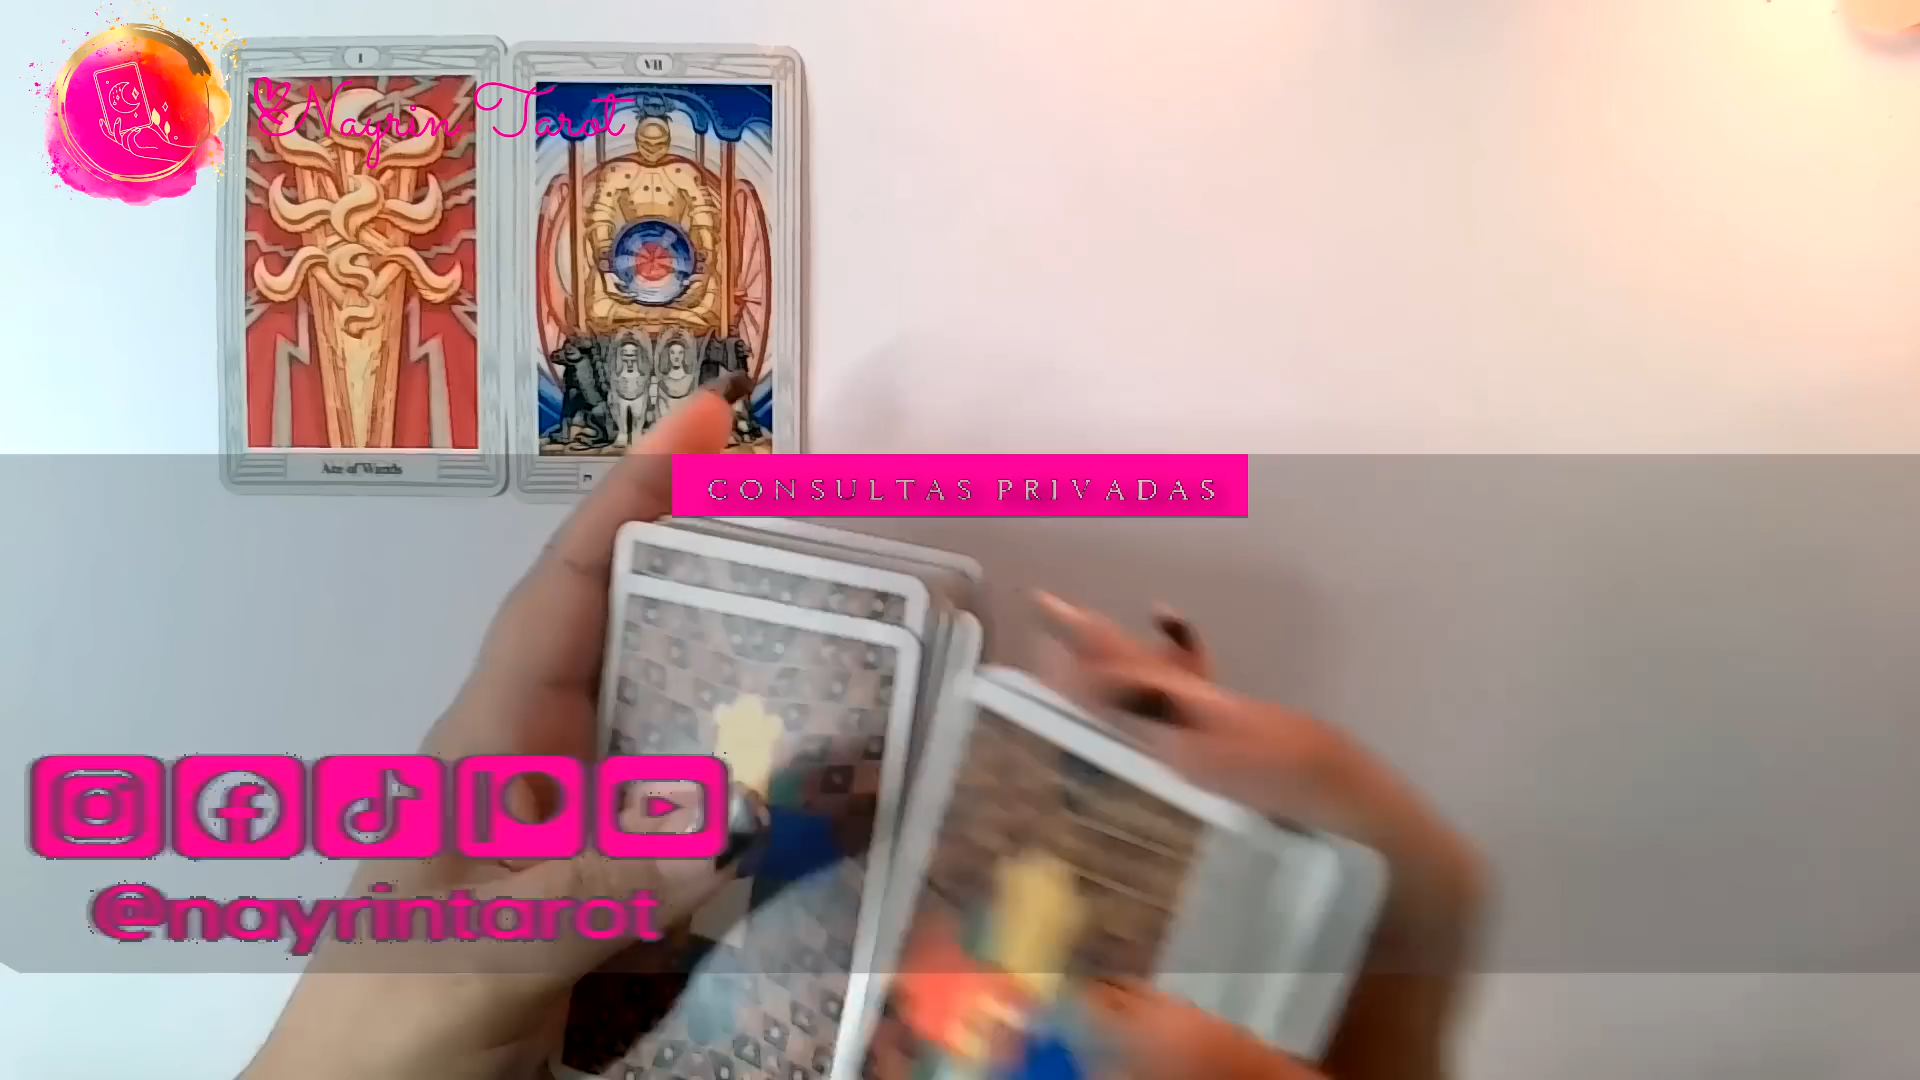 I
VII
Nayrin Tarot
Ace of Wands
CONSULTAS PRIVADAS
@nayrintarot